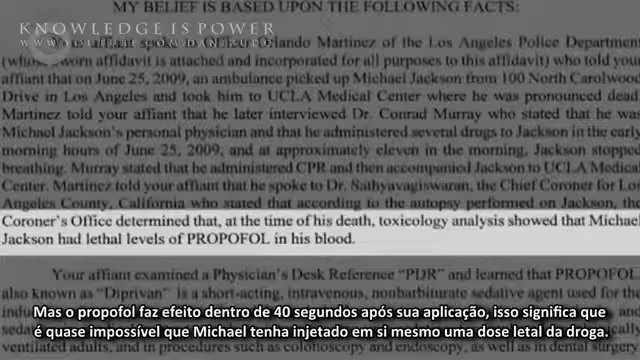 MY BELIEF IS BASED UPON THE FOLLOWING FACTS:
KNOWLEDGE IS POWER
Your affiant spoke Orlando Martinez of the Los Angeles Police Department
(whose sworn affidavit is attached and incorporated for all purposes to this affidavit) who told your
affiant that on June 25, 2009, an ambulance picked up Michael Jackson from 100 North Carolwood
Drive in Los Angeles and took him to UCLA Medical Center where he was pronounced dead.
Martinez told your affiant that he later interviewed Dr. Conrad Murray who stated that he was
Michael Jackson's personal physician and that he administered several drugs to Jackson in the early
morning hours of June 25, 2009, and at approximately eleven in the morning, Jackson stopped
breathing. Murray stated that he administered CPR and then accompanied Jackson to UCLA Medical
Center. Martinez told your affiant that he spoke to Dr. Sathyavagiswaran, the Chief Coroner for Los
Angeles County, California who stated that according to the autopsy performed on Jackson, the
Coroner's Office determined that, at the time of his death, toxicology analysis showed that Michael
Jackson had lethal levels of PROPOFOL in his blood.
Your affiant examined a Physician's Desk Reference "PDR" and learned that PROPOFOL
also known as "Diprivan" is a short-acting, intravenous, nonbarbiturate sedative agent used for the
Mas o propofol faz efeito dentro de 40 segundos após sua aplicação, isso significa que
é quase impossível que Michael tenha injetado em si mesmo uma dose letal da droga.
ventilated adults, and in procedures such as colonoscopy and endoscopy, as well as in dental surgery